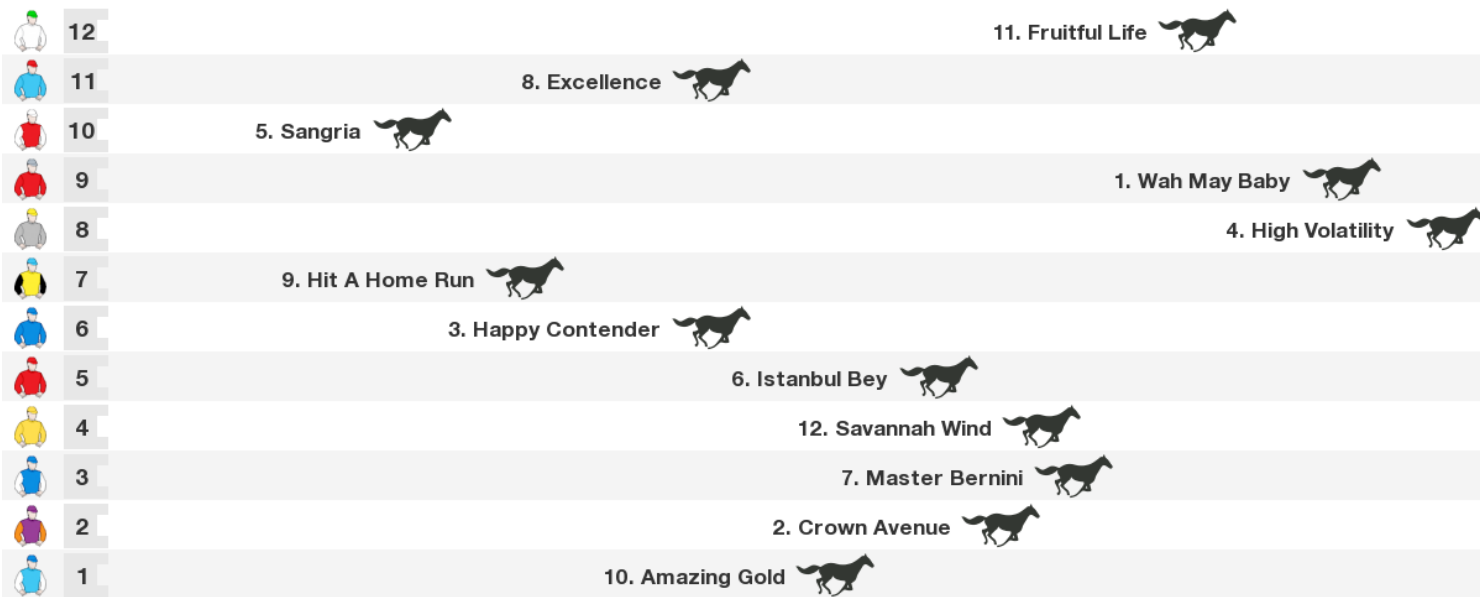 12 11. Fruitful Life
11 8. Excellence
10 5. Sangria
9 1. Wah May Baby
8 4. High Volatility
7 9. Hit A Home Run
6 3. Happy Contender
5 6. Istanbul Bey
4 12. Savannah Wind
3 7. Master Bernini
2 2. Crown Avenue
1 10. Amazing Gold